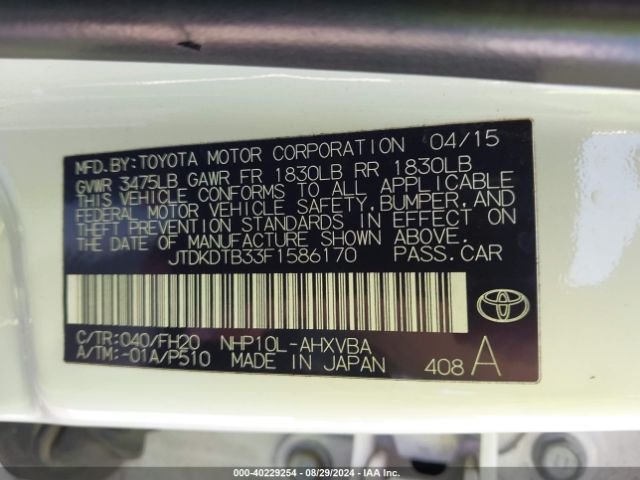 MFD.BY:TOYOTA MOTOR CORPORATION 04/15
GVWR 3475LB GAWR FR 1830LB RR 1830LB
THIS VEHICLE CONFORMS TO ALL APPLICABLE
FEDERAL MOTOR VEHICLE SAFETY,BUMPER,AND
THEFT PREVENTION STANDARDS IN EFFECT ON
THE DATE OF MANUFACTURE SHOWN ABOVE.
JTDKDTB33F1586170 PASS.CAR
C/TR:040/FH20 NHP10L-AHXVBA
A/TM:-01A/P510 MADE IN JAPAN 408 A
000-40229254 | 08/29/2024 | IAA Inc.